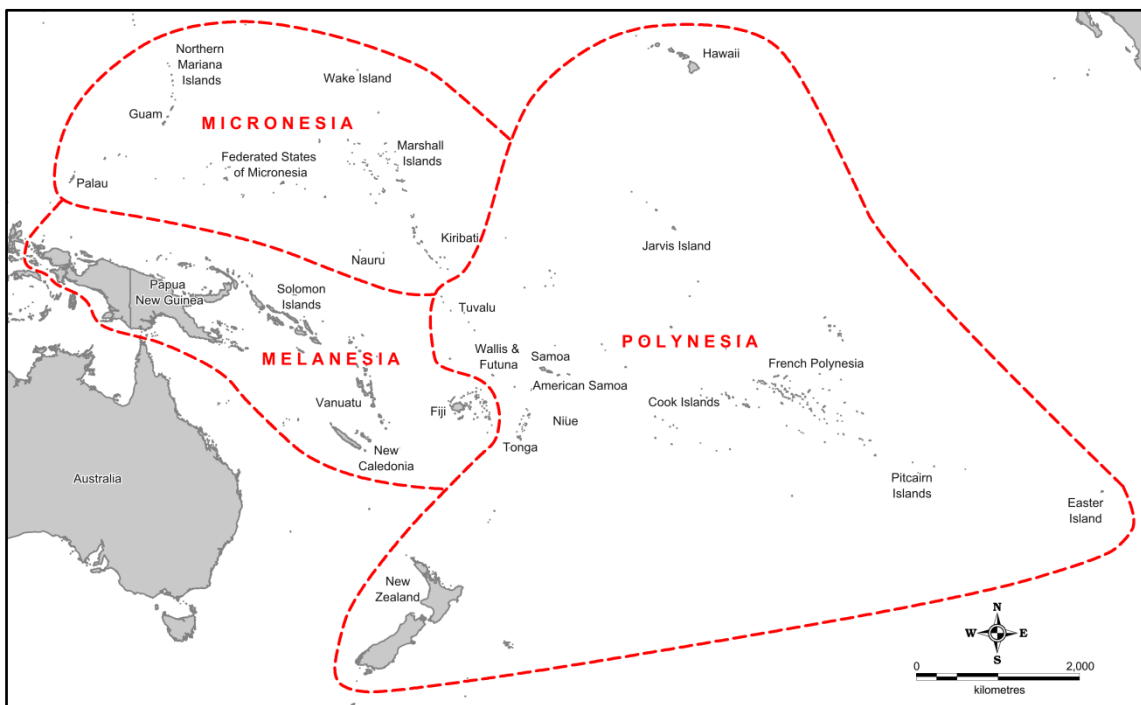 Northern
Mariana
Islands
Wake Island
Hawaii
Guam
MICRONESIA
Marshall
Islands
Federated States
of Micronesia
Palau
Kiribati
Jarvis Island
Nauru
Papua
New Guinea
Solomon
Islands
Tuvalu
POLYNESIA
MELANESIA
Wallis &
Futuna
Samoa
French Polynesia
American Samoa
Vanuatu
Fiji
Cook Islands
Niue
Tonga
New
Caledonia
Australia
Pitcairn
Islands
Easter
Island
New
Zealand
N
W
E
S
0
2,000
kilometres